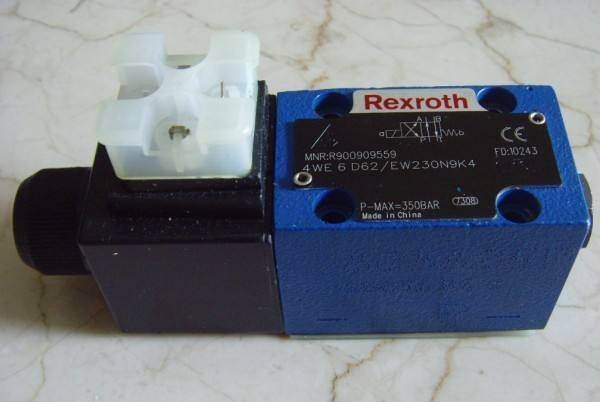 Rexroth
A B
a b
P T
MNR:R900909559
CE
FD:10243
4WE 6 D62/EW230N9K4
P-MAX=350BAR
7308
Made in China